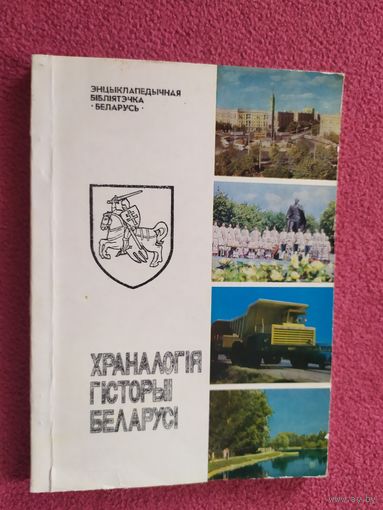 ЭНЦЫКЛАПЕДЫЧНАЯ
БІБЛІЯТЭЧКА
·БЕЛАРУСЬ·
ХРАНАЛОГІЯ
ГІСТОРЫІ
БЕЛАРУСІ